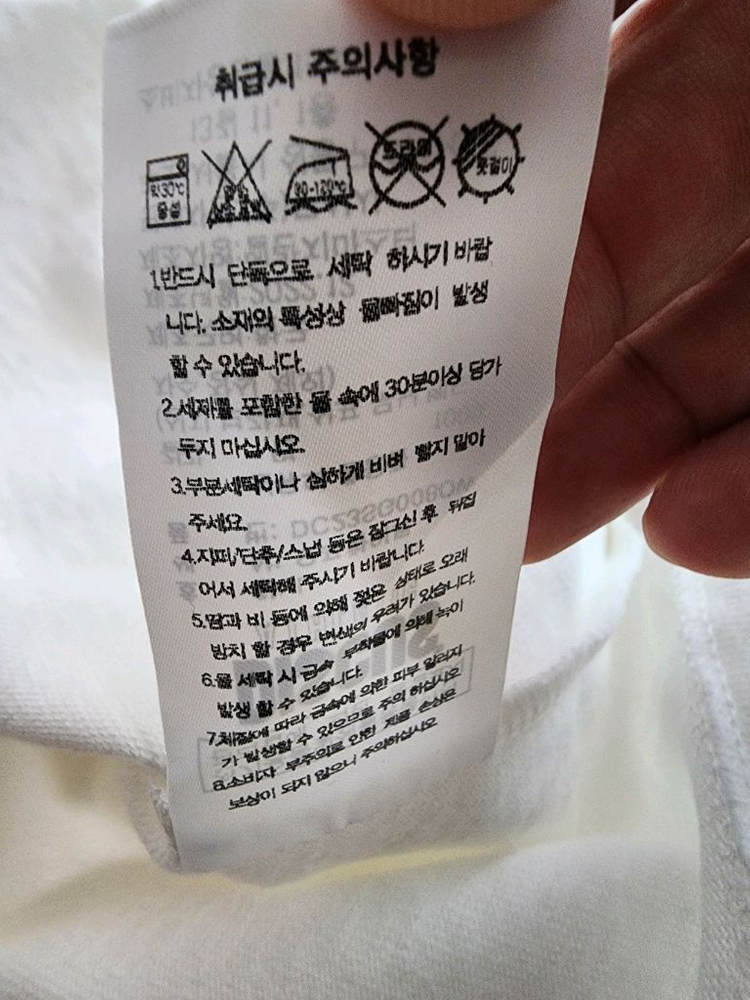 취급시 주의사항
약30℃
중성
염소
표백
80~120℃
드라이
옷걸이
1.반드시 단독으로 세탁 하시기 바랍
니다. 소재의 특성상 물빠짐이 발생
할 수 있습니다.
2.세제를 포함한 물 속에 30분이상 담가
두지 마십시오.
3.부분세탁이나 심하게 비벼 빨지 말아
주세요.
4.지퍼/단추/스냅 등은 잠그신 후 뒤집
어서 세탁해 주시기 바랍니다.
5.땀과 비 등에 의해 젖은 상태로 오래
방치 할 경우 변색의 우려가 있습니다.
6.물 세탁 시 금속 부착물에 의해 녹이
발생 할 수 있습니다.
7.체질에 따라 금속에 의한 피부 알러지
가 발생할 수 있으므로 주의 하십시오
8.소비자 부주의로 인한 제품 손상은
보상이 되지 않으니 주의하십시오